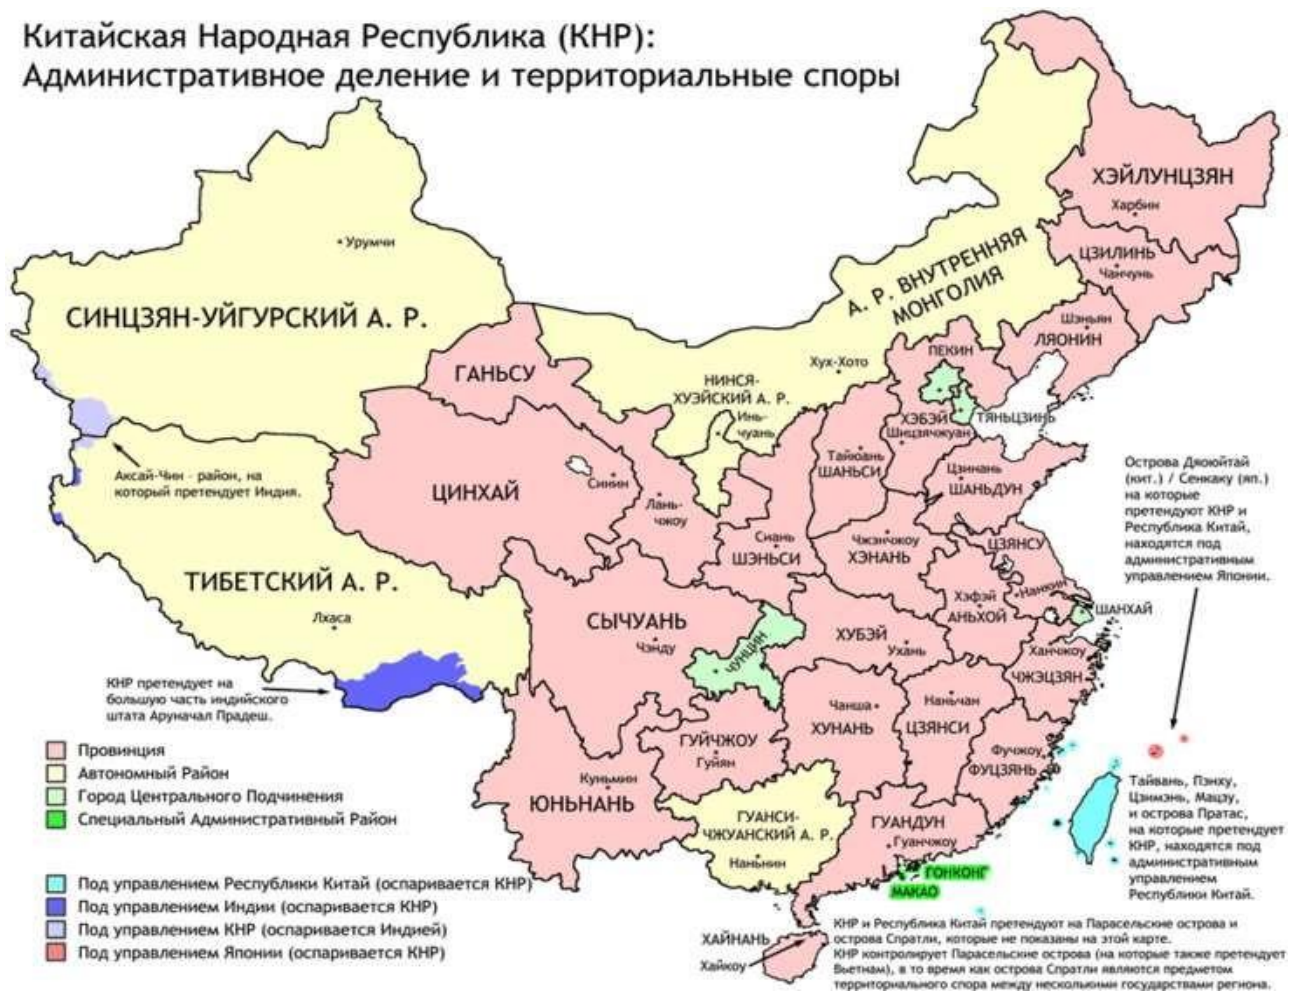 Китайская Народная Республика (КНР):
Административное деление и территориальные споры
ХЭЙЛУНЦЗЯН
Харбин
ЦЗИЛИНЬ
Чанчунь
А. Р. ВНУТРЕННЯЯ
МОНГОЛИЯ
Шэньян
ЛЯОНИН
Урумчи
СИНЦЗЯН-УЙГУРСКИЙ А. Р.
ГАНЬСУ
Хух-Хото
ПЕКИН
НИНСЯ-
ХУЭЙСКИЙ А. Р.
Инь-
чуань
ХЭБЭЙ
Шицзячжуан
ТЯНЬЦЗИНЬ
Тайюань
ШАНЬСИ
Цзинань
ШАНЬДУН
Аксай-Чин - район, на
который претендует Индия.
ЦИНХАЙ
Синин
Лань-
чжоу
Сиань
ШЭНЬСИ
Чжэнчжоу
ХЭНАНЬ
ЦЗЯНСУ
Нанкин
Острова Дяоюйтай
(кит.) / Сенкаку (яп.)
на которые
претендуют КНР и
Республика Китай,
находятся под
административным
управлением Японии.
ТИБЕТСКИЙ А. Р.
Лхаса
СЫЧУАНЬ
Чэнду
ЧУНЦИН
ХУБЭЙ
Ухань
Хэфэй
АНЬХОЙ
ШАНХАЙ
Ханчжоу
ЧЖЭЦЗЯН
КНР претендует на
большую часть индийского
штата Аруначал Прадеш.
Чанша
ХУНАНЬ
Наньчан
ЦЗЯНСИ
ГУЙЧЖОУ
Гуйян
Фучжоу
ФУЦЗЯНЬ
Куньмин
ЮНЬНАНЬ
ГУАНСИ-
ЧЖУАНСКИЙ А. Р.
Наньнин
ГУАНДУН
Гуанчжоу
ГОНКОНГ
МАКАО
Тайвань, Пэнху,
Цзимэнь, Мацзу,
и острова Пратас,
на которые претендует
КНР, находятся под
административным
управлением
Республики Китай.
Провинция
Автономный Район
Город Центрального Подчинения
Специальный Административный Район
Под управлением Республики Китай (оспаривается КНР)
Под управлением Индии (оспаривается КНР)
Под управлением КНР (оспаривается Индией)
Под управлением Японии (оспаривается КНР)
ХАЙНАНЬ
Хайкоу
КНР и Республика Китай претендуют на Парасельские острова и
острова Спратли, которые не показаны на этой карте.
КНР контролирует Парасельские острова (на которые также претендует
Вьетнам), в то время как острова Спратли являются предметом
территориального спора между несколькими государствами региона.